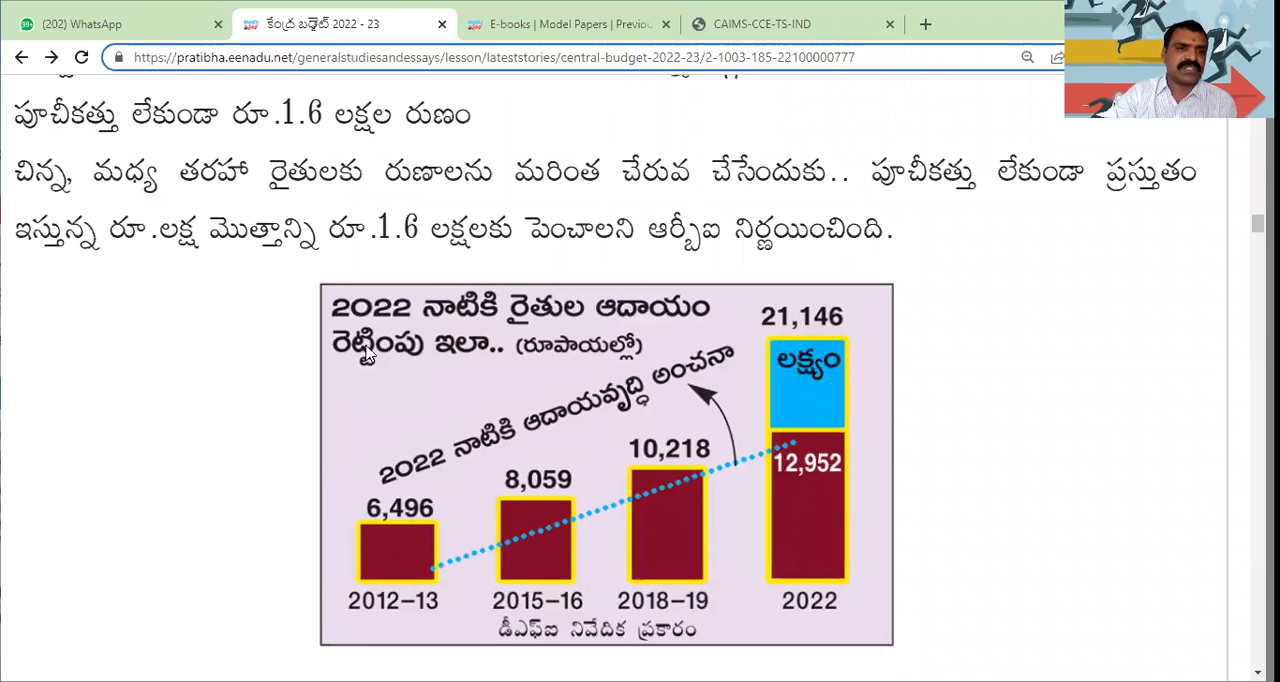 (202) WhatsApp
కేంద్ర బడ్జెట్ 2022 - 23
E-books | Model Papers | Previou
CAIMS-CCE-TS-IND
https://pratibha.eenadu.net/generalstudiesandessays/lesson/lateststories/central-budget-2022-23/2-1003-185-22100000777
పూచీకత్తు లేకుండా రూ.1.6 లక్షల రుణం
చిన్న, మధ్య తరహా రైతులకు రుణాలను మరింత చేరువ చేసేందుకు.. పూచీకత్తు లేకుండా ప్రస్తుతం
ఇస్తున్న రూ.లక్ష మొత్తాన్ని రూ.1.6 లక్షలకు పెంచాలని ఆర్బీఐ నిర్ణయించింది.
2022 నాటికి రైతుల ఆదాయం
రెట్టింపు ఇలా.. (రూపాయల్లో)
21,146
లక్ష్యం
2022 నాటికి ఆదాయవృద్ధి అంచనా
10,218
12,952
8,059
6,496
2012–13
2015–16
2018–19
2022
డీఎఫ్ఐ నివేదిక ప్రకారం